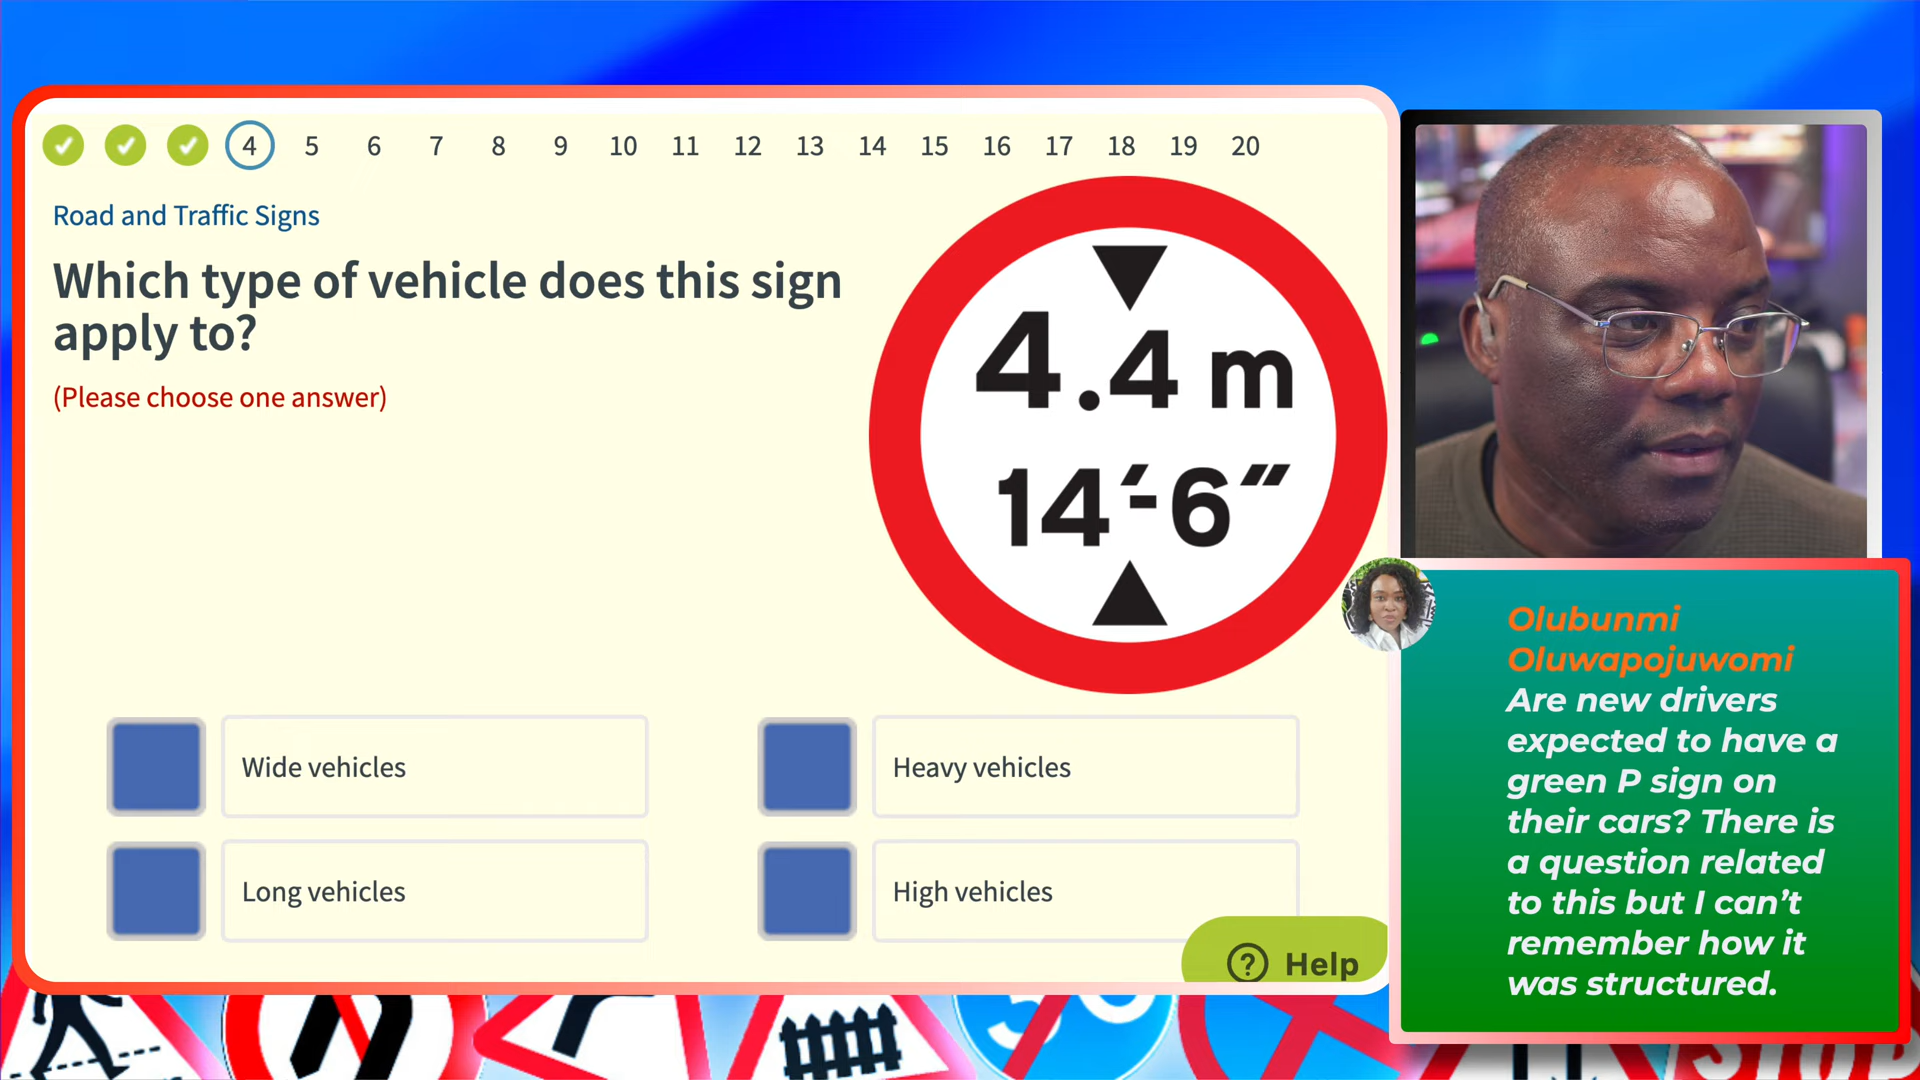 4 5 6 7 8 9 10 11 12 13 14 15 16 17 18 19 20
Road and Traffic Signs
Which type of vehicle does this sign
apply to?
(Please choose one answer)
4.4 m
14′-6″
Wide vehicles
Heavy vehicles
Long vehicles
High vehicles
? Help
Olubunmi
Oluwapojuwomi
Are new drivers
expected to have a
green P sign on
their cars? There is
a question related
to this but I can’t
remember how it
was structured.
STOP